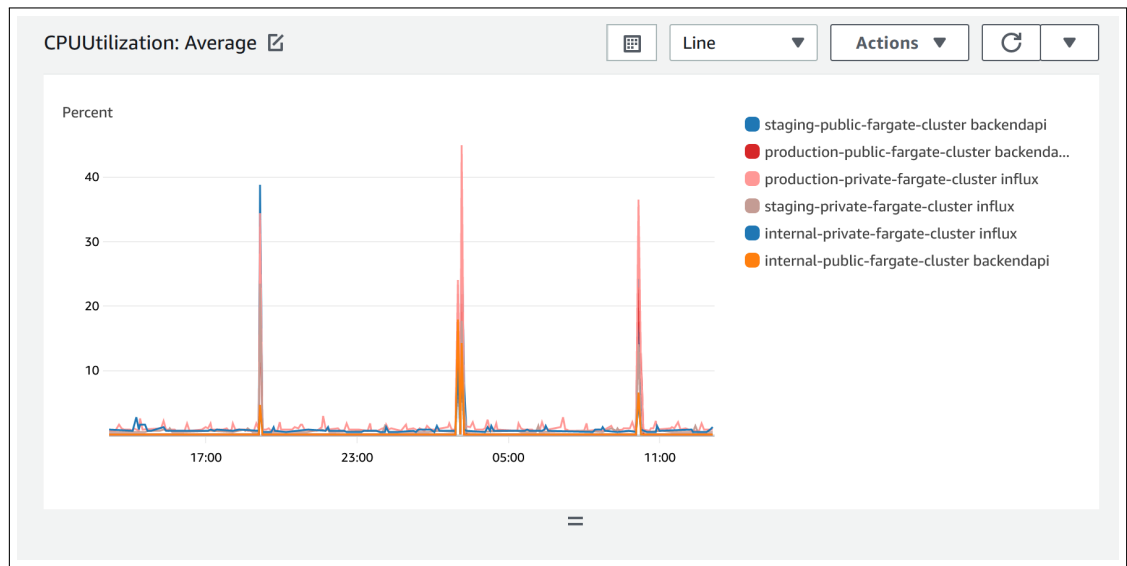 CPUUtilization: Average
Line
Actions
Percent
40
30
20
10
17:00
23:00
05:00
11:00
staging-public-fargate-cluster backendapi
production-public-fargate-cluster backenda...
production-private-fargate-cluster influx
staging-private-fargate-cluster influx
internal-private-fargate-cluster influx
internal-public-fargate-cluster backendapi